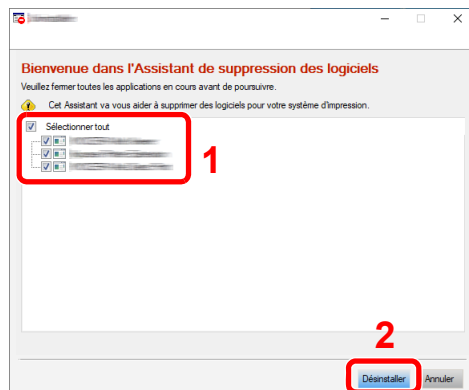 Bienvenue dans l'Assistant de suppression des logiciels
Veuillez fermer toutes les applications en cours avant de poursuivre.
Cet Assistant va vous aider à supprimer des logiciels pour votre système d'impression.
Sélectionner tout
1
2
Désinstaller
Annuler